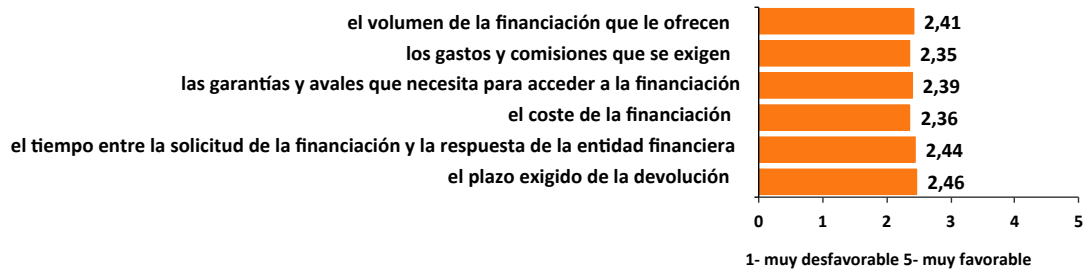 el volumen de la financiación que le ofrecen 2,41
los gastos y comisiones que se exigen 2,35
las garantías y avales que necesita para acceder a la financiación 2,39
el coste de la financiación 2,36
el tiempo entre la solicitud de la financiación y la respuesta de la entidad financiera 2,44
el plazo exigido de la devolución 2,46
0 1 2 3 4 5
1- muy desfavorable 5- muy favorable